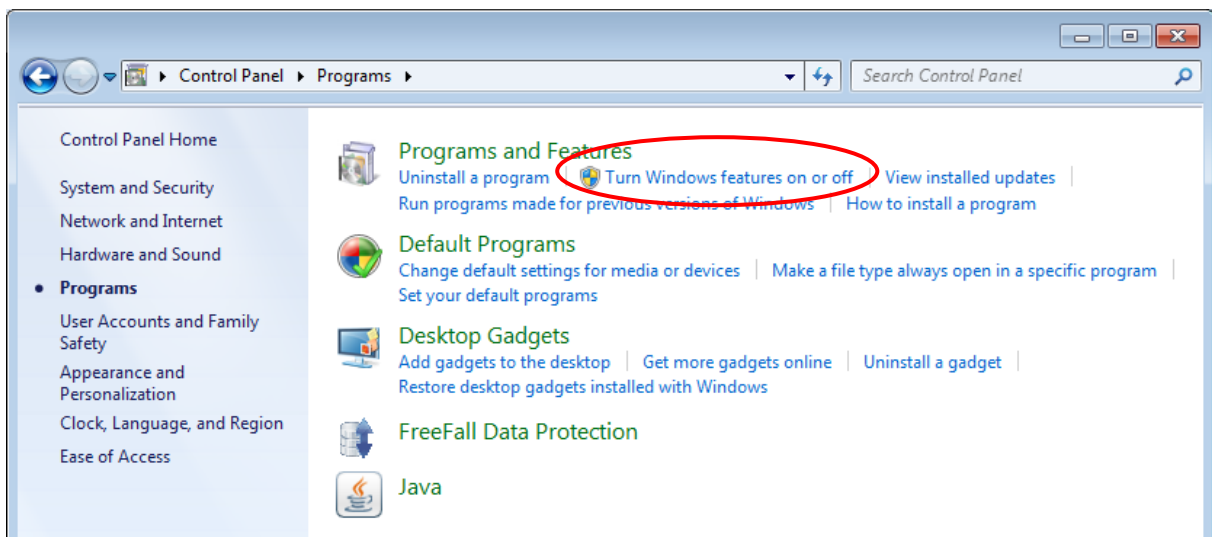 Control Panel Programs
Search Control Panel
Control Panel Home
System and Security
Network and Internet
Hardware and Sound
Programs
User Accounts and Family
Safety
Appearance and
Personalization
Clock, Language, and Region
Ease of Access
Programs and Features
Uninstall a program Turn Windows features on or off View installed updates
Run programs made for previous versions of Windows How to install a program
Default Programs
Change default settings for media or devices Make a file type always open in a specific program
Set your default programs
Desktop Gadgets
Add gadgets to the desktop Get more gadgets online Uninstall a gadget
Restore desktop gadgets installed with Windows
FreeFall Data Protection
Java